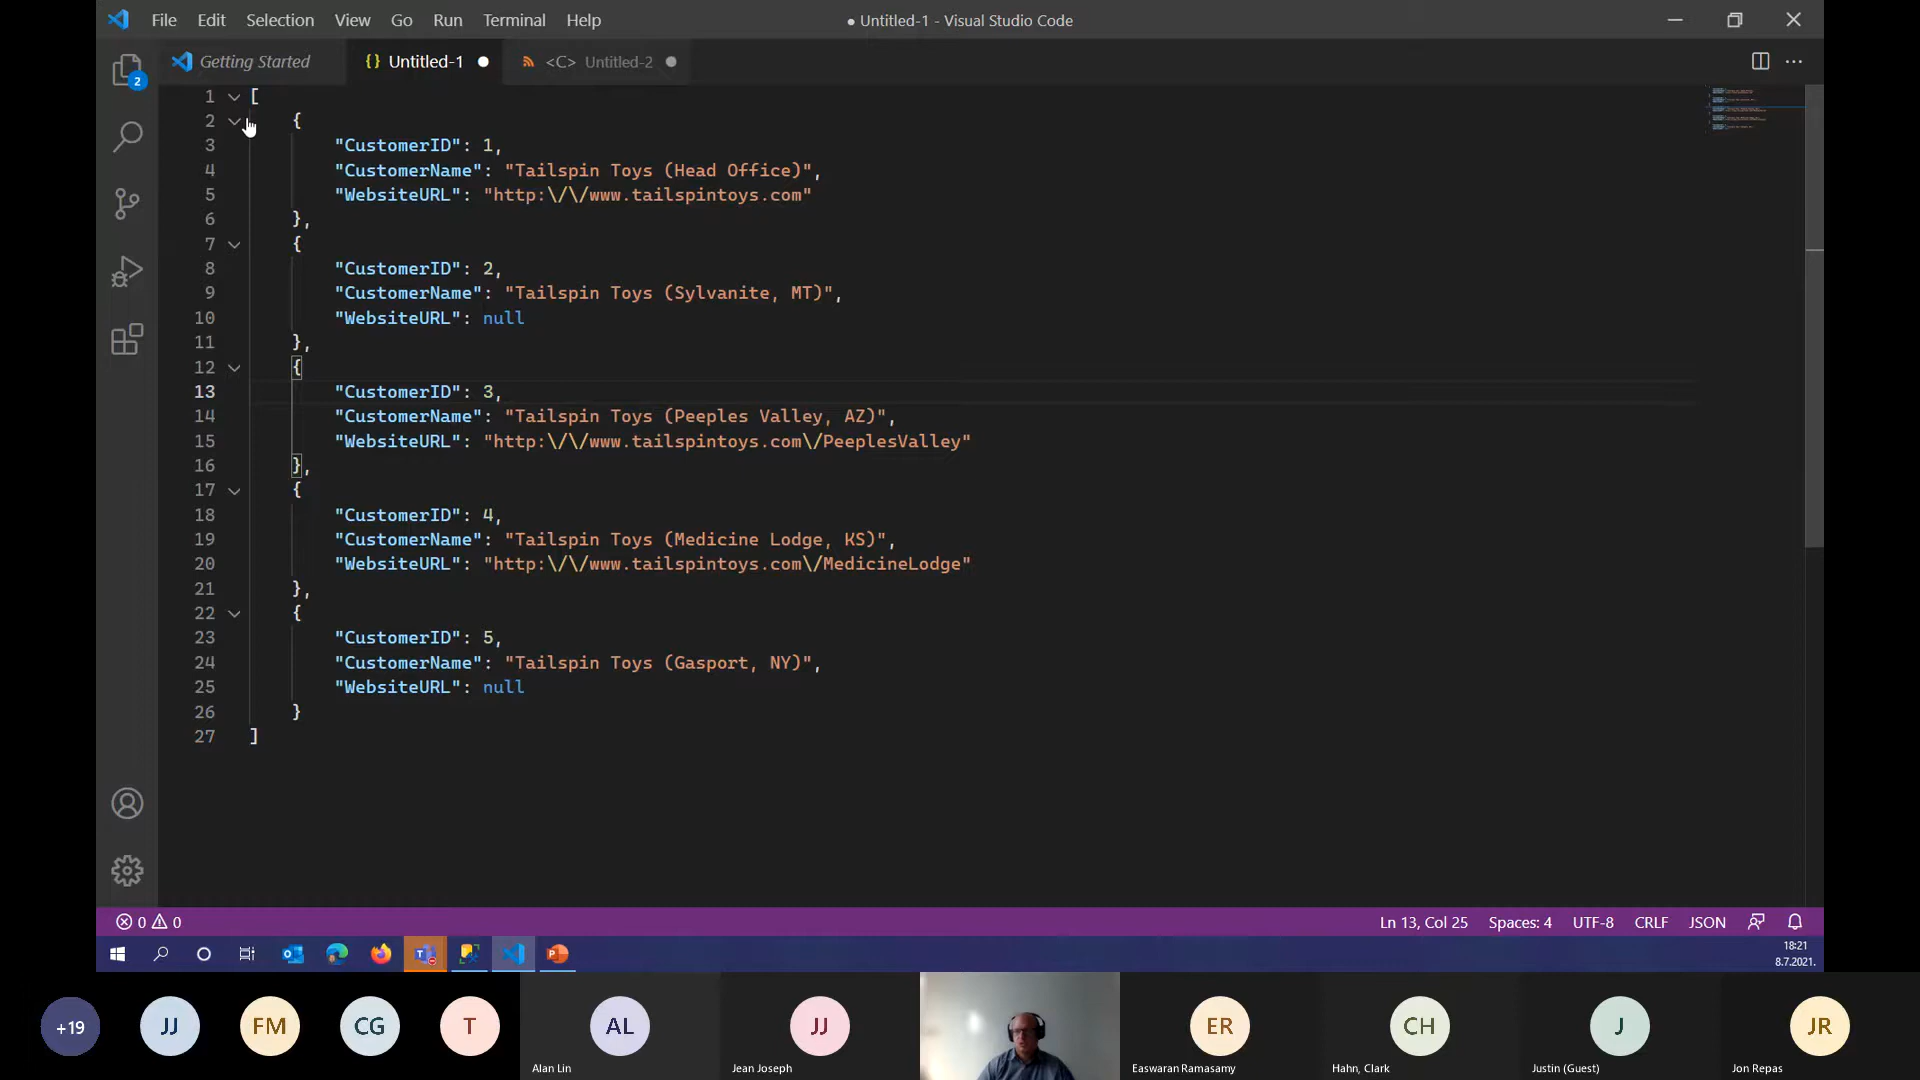 File Edit Selection View Go Run Terminal Help
● Untitled-1 - Visual Studio Code
2
Getting Started
{} Untitled-1 ●
<C> Untitled-2 ●
1 [
2 {
3 "CustomerID": 1,
4 "CustomerName": "Tailspin Toys (Head Office)",
5 "WebsiteURL": "http:\/\/www.tailspintoys.com"
6 },
7 {
8 "CustomerID": 2,
9 "CustomerName": "Tailspin Toys (Sylvanite, MT)",
10 "WebsiteURL": null
11 },
12 {
13 "CustomerID": 3,
14 "CustomerName": "Tailspin Toys (Peeples Valley, AZ)",
15 "WebsiteURL": "http:\/\/www.tailspintoys.com\/PeeplesValley"
16 },
17 {
18 "CustomerID": 4,
19 "CustomerName": "Tailspin Toys (Medicine Lodge, KS)",
20 "WebsiteURL": "http:\/\/www.tailspintoys.com\/MedicineLodge"
21 },
22 {
23 "CustomerID": 5,
24 "CustomerName": "Tailspin Toys (Gasport, NY)",
25 "WebsiteURL": null
26 }
27 ]
0 0
Ln 13, Col 25 Spaces: 4 UTF-8 CRLF JSON
18:21
8.7.2021.
+19 JJ FM CG T AL JJ ER CH J JR
Alan Lin
Jean Joseph
Easwaran Ramasamy
Hahn, Clark
Justin (Guest)
Jon Repas